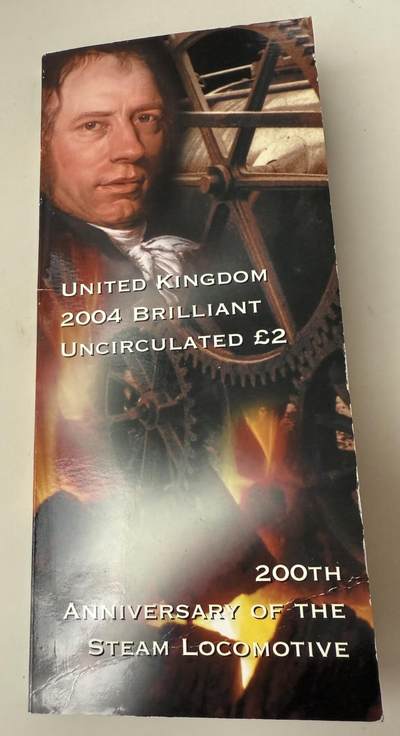 United Kingdom
2004 Brilliant
Uncirculated £2
200th
Anniversary of the
Steam Locomotive